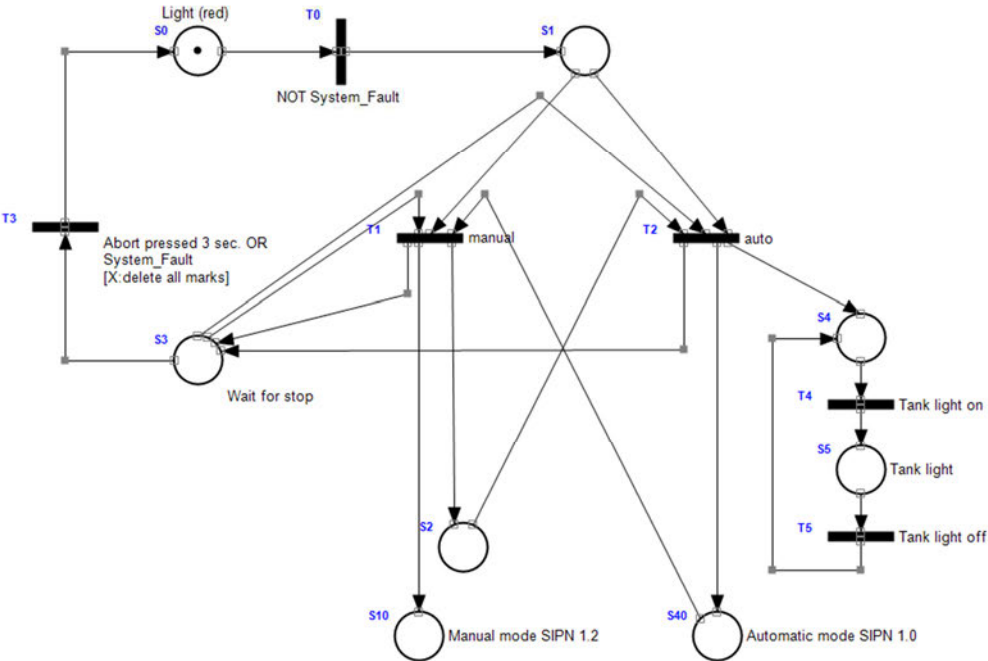 Light (red)
T0
S0
S1
NOT System_Fault
T3
Abort pressed 3 sec. OR
System_Fault
[X:delete all marks]
T1
manual
T2
auto
S3
Wait for stop
S4
T4
Tank light on
S5
Tank light
S2
T5
Tank light off
S10
Manual mode SIPN 1.2
S40
Automatic mode SIPN 1.0